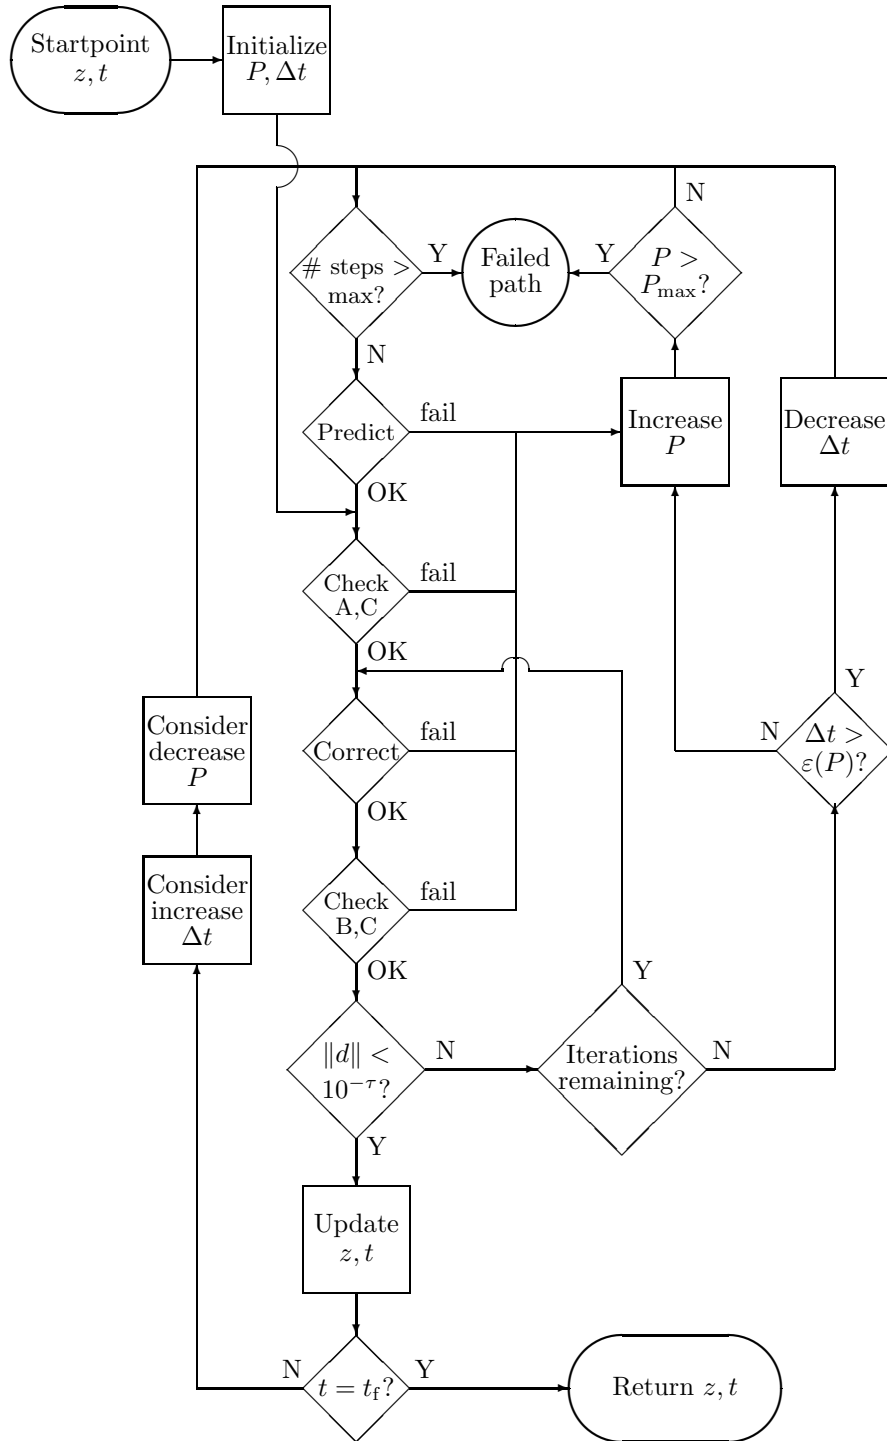 Startpoint
z, t
Initialize
P, Δt
# steps >
max?
Y
N
Failed
path
P >
P_max?
Y
N
Predict
fail
OK
Increase
P
Decrease
Δt
Check
A,C
fail
OK
Correct
fail
OK
Consider
decrease
P
Δt >
ε(P)?
N
Y
Consider
increase
Δt
Check
B,C
fail
OK
‖d‖ <
10^{−τ}?
N
Y
Iterations
remaining?
Y
N
Update
z, t
t = t_f?
N
Y
Return z, t